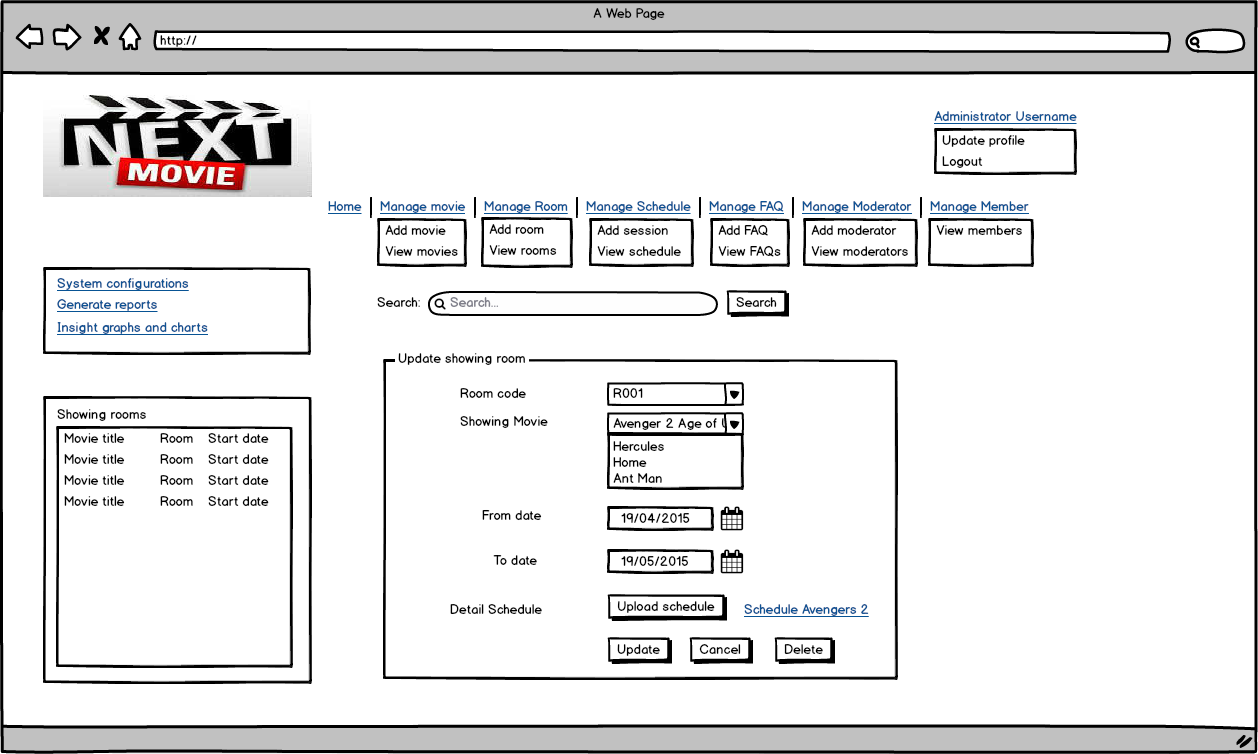 A Web Page
http://
NEXT
MOVIE
Administrator Username
Update profile
Logout
Home Manage movie Manage Room Manage Schedule Manage FAQ Manage Moderator Manage Member
Add movie Add room Add session Add FAQ Add moderator View members
View movies View rooms View schedule View FAQs View moderators
System configurations
Generate reports
Insight graphs and charts
Search: Search... Search
Update showing room
Room code R001
Showing Movie Avenger 2 Age of U
Hercules
Home
Ant Man
From date 19/04/2015
To date 19/05/2015
Detail Schedule Upload schedule Schedule Avengers 2
Update Cancel Delete
Showing rooms
Movie title Room Start date
Movie title Room Start date
Movie title Room Start date
Movie title Room Start date